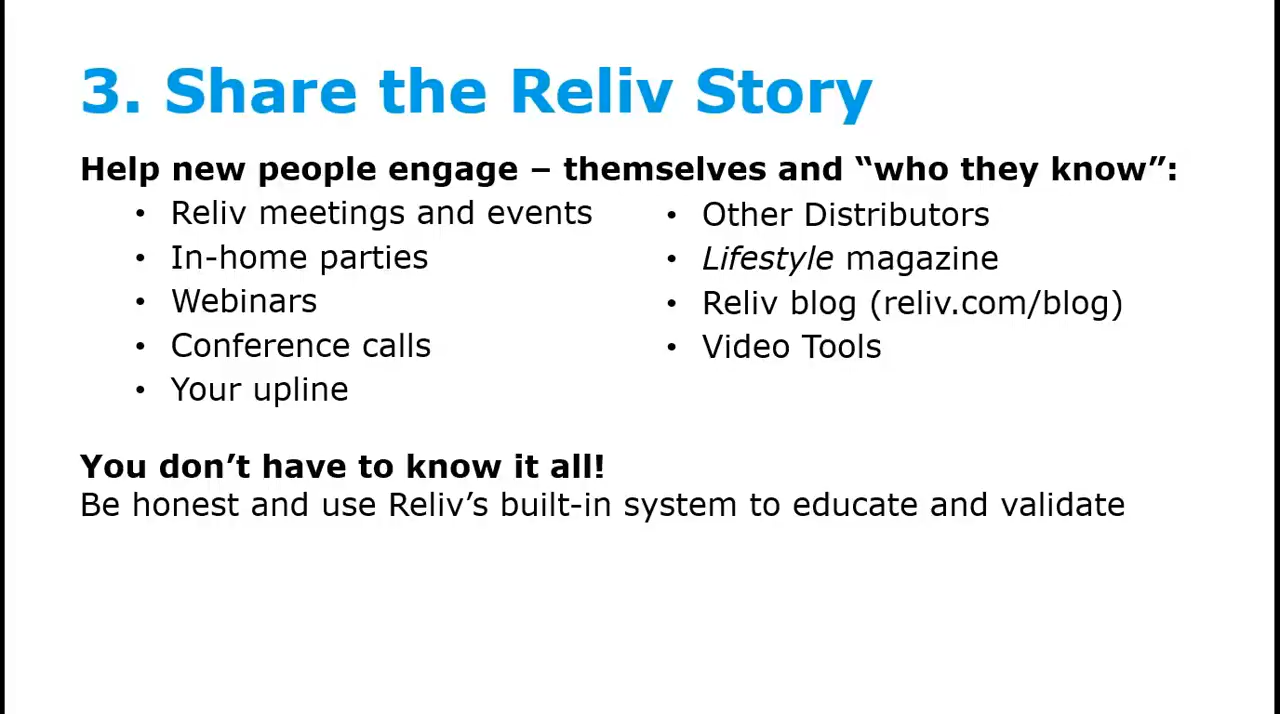 3. Share the Reliv Story
Help new people engage – themselves and “who they know”:
• Reliv meetings and events
• In-home parties
• Webinars
• Conference calls
• Your upline
• Other Distributors
• Lifestyle magazine
• Reliv blog (reliv.com/blog)
• Video Tools
You don’t have to know it all!
Be honest and use Reliv’s built-in system to educate and validate